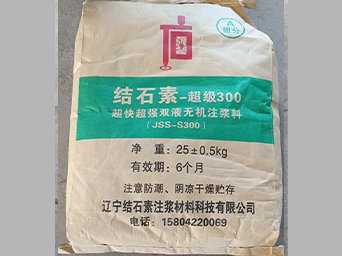 A
组分
结石素-超级300
超快超强双液无机注浆料
(JSS-S300)
净 重: 25±0.5kg
有效期: 6个月
注意防潮、阴凉干燥贮存
辽宁结石素注浆材料科技有限公司
电话: 15804220069